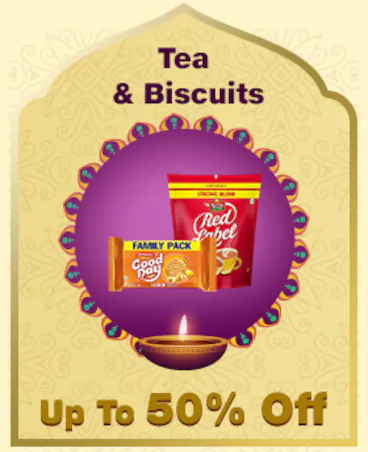 Tea
& Biscuits
STRONG BLEND
Red
Label
FAMILY PACK
Good
Day
Up To 50% Off